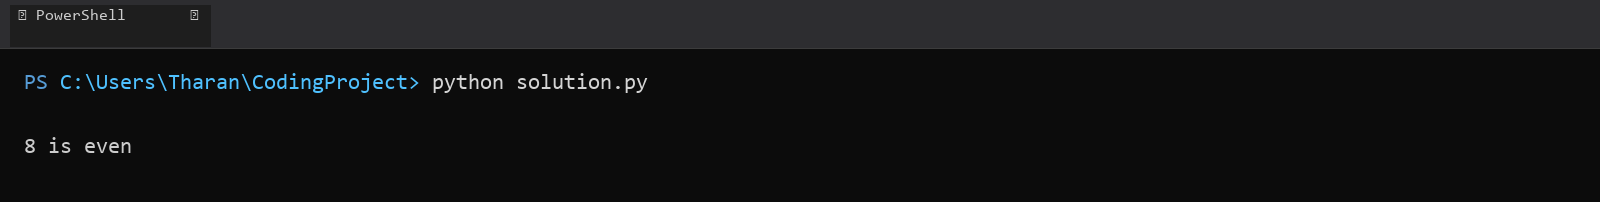 PowerShell
PS C:\Users\Tharan\CodingProject> python solution.py
8 is even